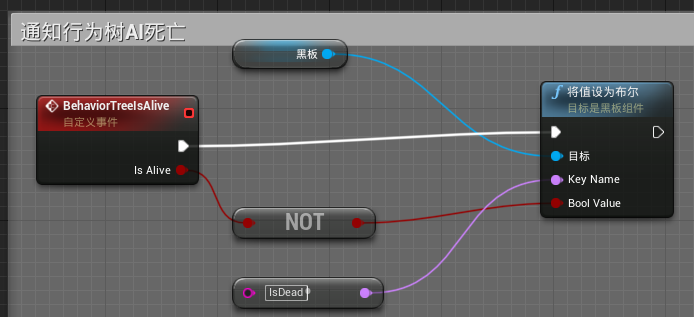 通知行为树AI死亡
黑板
BehaviorTreeIsAlive
自定义事件
Is Alive
NOT
IsDead
将值设为布尔
目标是黑板组件
目标
Key Name
Bool Value